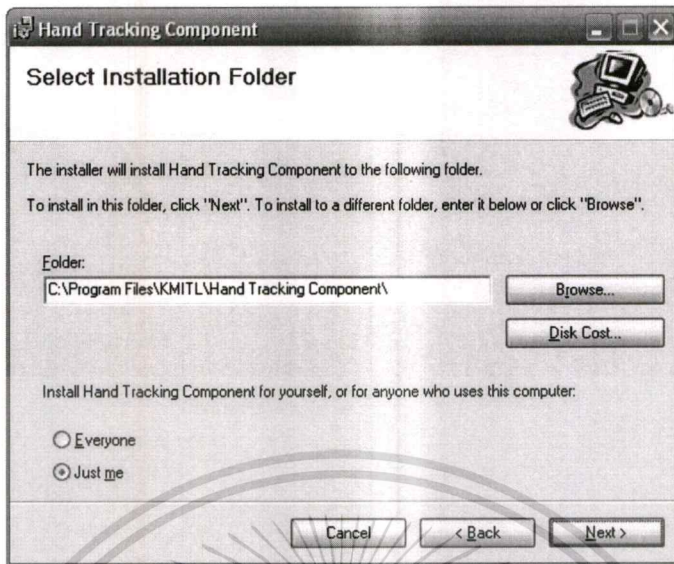 Hand Tracking Component
Select Installation Folder
The installer will install Hand Tracking Component to the following folder.
To install in this folder, click "Next". To install to a different folder, enter it below or click "Browse".
Folder:
C:\Program Files\KMITL\Hand Tracking Component\
Browse...
Disk Cost...
Install Hand Tracking Component for yourself, or for anyone who uses this computer:
Everyone
Just me
Cancel
< Back
Next >